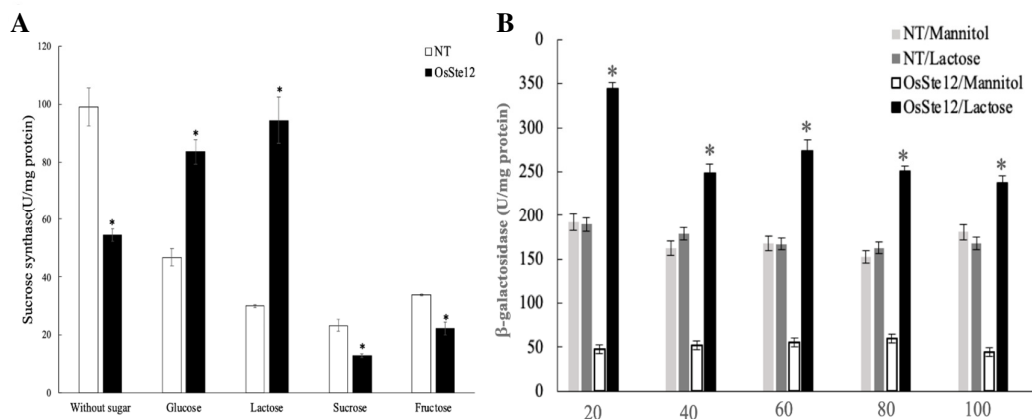 A
Sucrose synthase(U/mg protein)
120
100
80
60
40
20
0
NT
OsSte12
*
*
*
*
*
Without sugar Glucose Lactose Sucrose Fructose
B
β-galactosidase (U/mg protein)
0
350
300
250
200
150
100
50
0
NT/Mannitol
NT/Lactose
OsSte12/Mannitol
OsSte12/Lactose
*
*
*
*
*
20 40 60 80 100